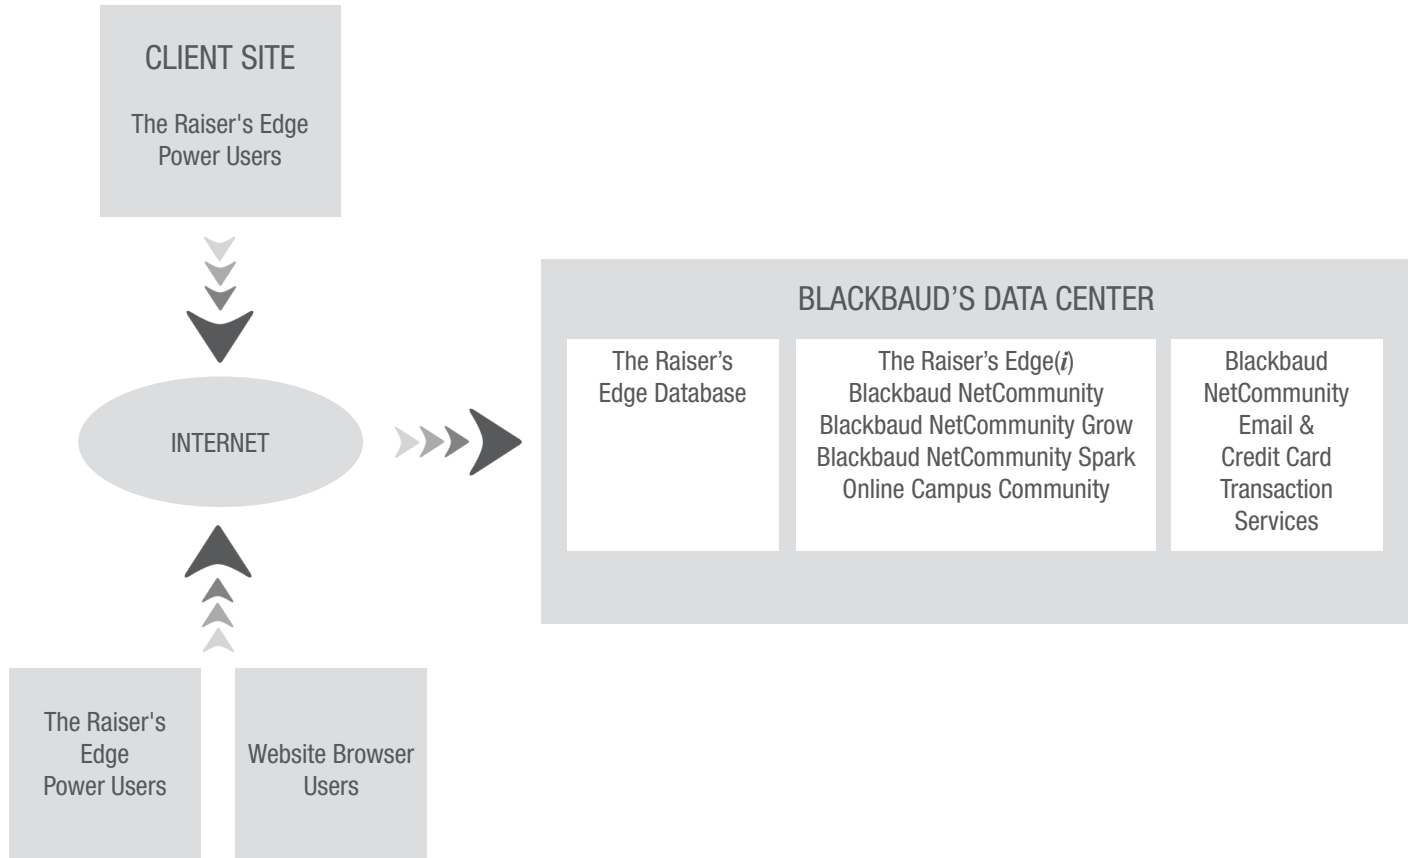 CLIENT SITE
The Raiser's Edge
Power Users
INTERNET
BLACKBAUD’S DATA CENTER
The Raiser’s
Edge Database
The Raiser’s Edge(i)
Blackbaud NetCommunity
Blackbaud NetCommunity Grow
Blackbaud NetCommunity Spark
Online Campus Community
Blackbaud
NetCommunity
Email &
Credit Card
Transaction
Services
The Raiser's
Edge
Power Users
Website Browser
Users